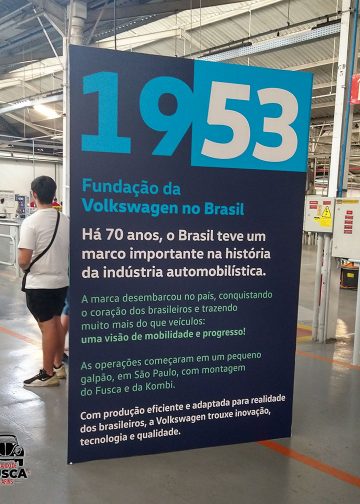 1953
Fundação da
Volkswagen no Brasil
Há 70 anos, o Brasil teve um
marco importante na história
da indústria automobilística.
A marca desembarcou no país, conquistando
o coração dos brasileiros e trazendo
muito mais do que veículos:
uma visão de mobilidade e progresso!
As operações começaram em um pequeno
galpão, em São Paulo, com montagem
do Fusca e da Kombi.
Com produção eficiente e adaptada para realidade
dos brasileiros, a Volkswagen trouxe inovação,
tecnologia e qualidade.
FUSCA